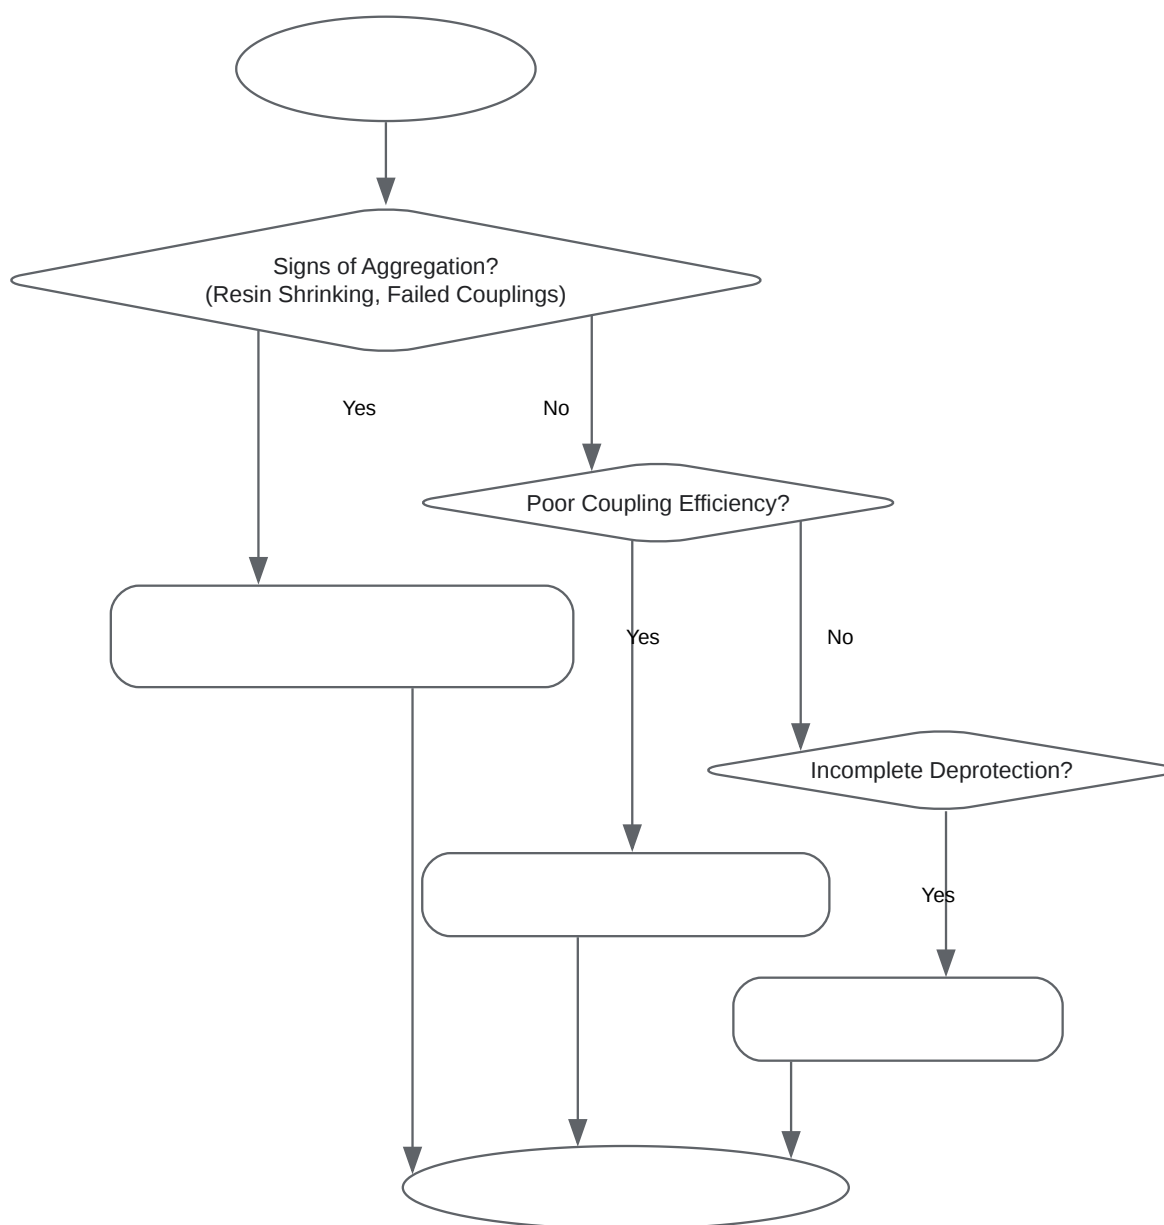 Signs of Aggregation?
(Resin Shrinking, Failed Couplings)
Yes
No
Poor Coupling Efficiency?
Yes
No
Incomplete Deprotection?
Yes